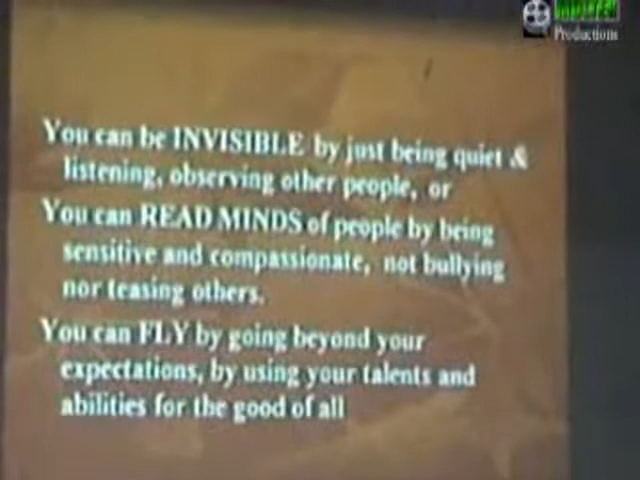 Productions
You can be INVISIBLE by just being quiet &
listening, observing other people, or
You can READ MINDS of people by being
sensitive and compassionate, not bullying
nor teasing others.
You can FLY by going beyond your
expectations, by using your talents and
abilities for the good of all